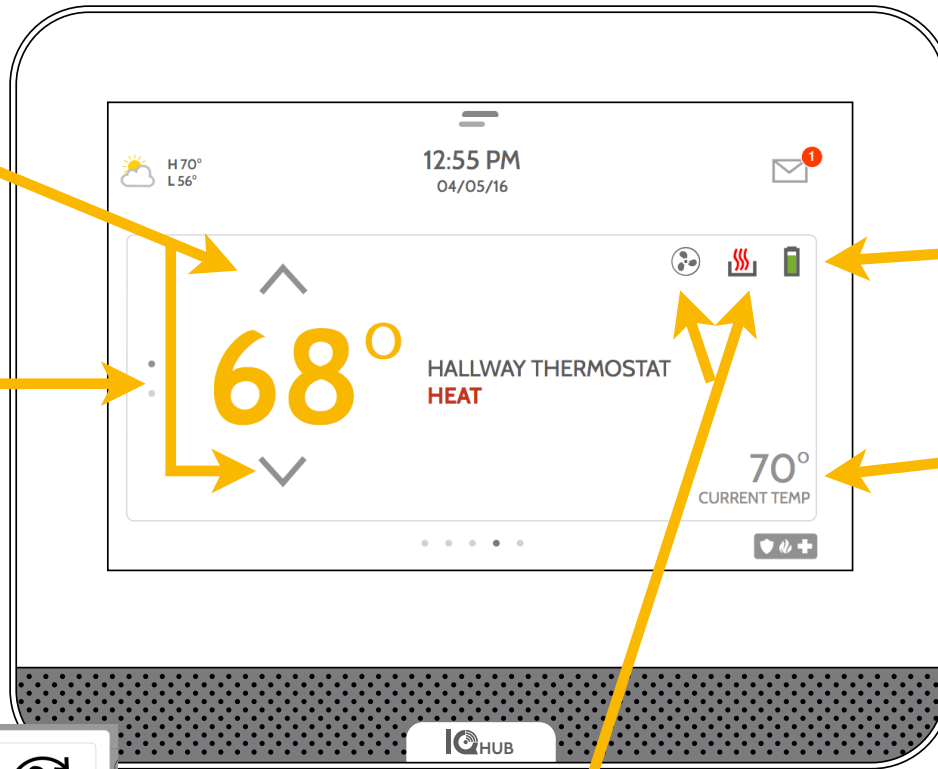 H 70°
L 56°
12:55 PM
04/05/16
1
68°
HALLWAY THERMOSTAT
HEAT
70°
CURRENT TEMP
IQ HUB